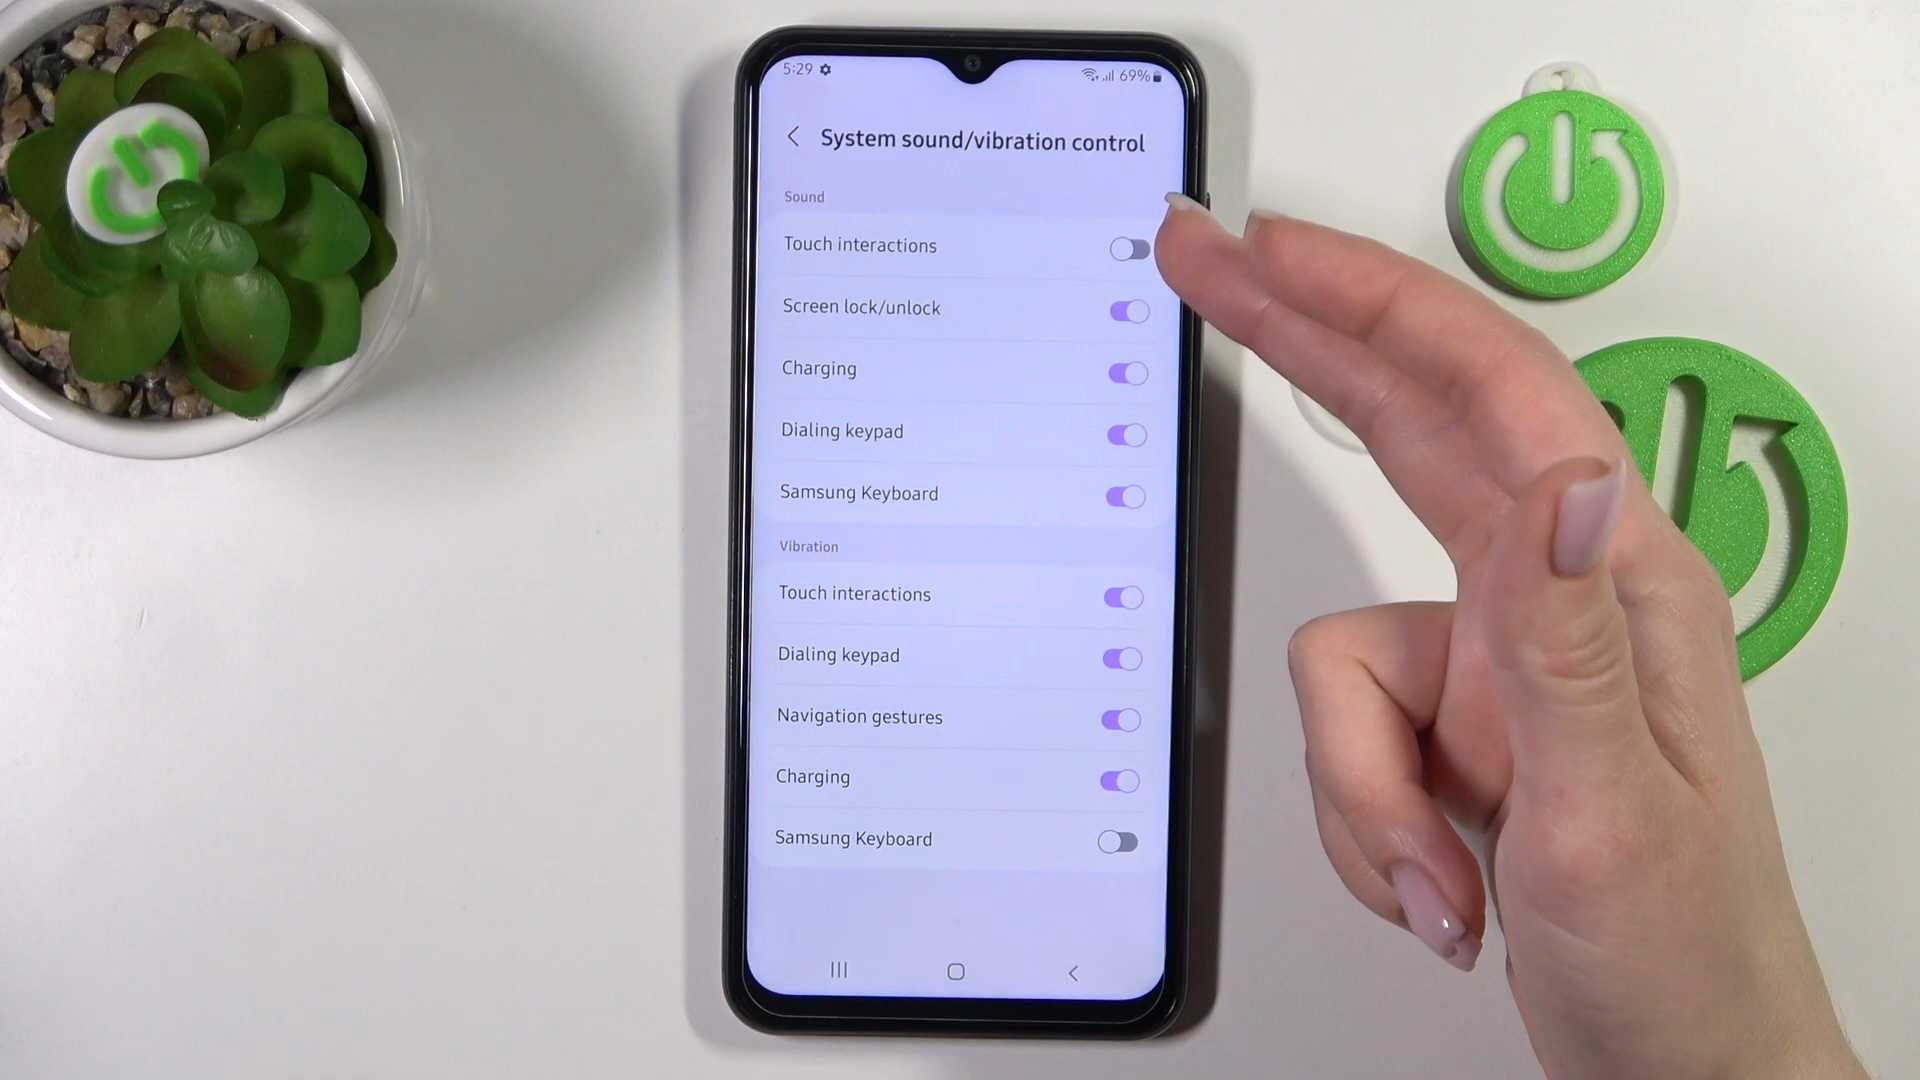 5:29
69%
System sound/vibration control
Sound
Touch interactions
Screen lock/unlock
Charging
Dialing keypad
Samsung Keyboard
Vibration
Touch interactions
Dialing keypad
Navigation gestures
Charging
Samsung Keyboard